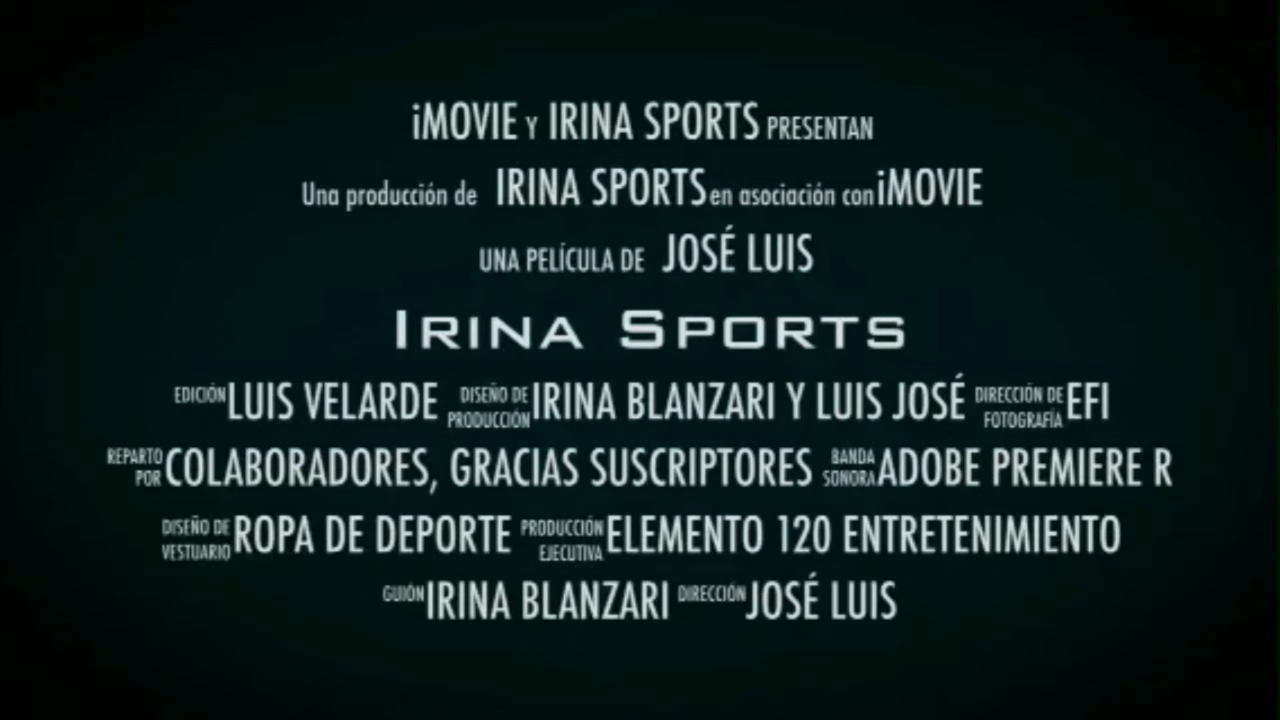 iMOVIE Y IRINA SPORTS PRESENTAN
Una producción de IRINA SPORTS en asociación con iMOVIE
UNA PELÍCULA DE JOSÉ LUIS
IRINA SPORTS
EDICIÓN LUIS VELARDE DISEÑO DE PRODUCCIÓN IRINA BLANZARI Y LUIS JOSÉ DIRECCIÓN DE FOTOGRAFÍA EFI
REPARTO POR COLABORADORES, GRACIAS SUSCRIPTORES BANDA SONORA ADOBE PREMIERE R
DISEÑO DE VESTUARIO ROPA DE DEPORTE PRODUCCIÓN EJECUTIVA ELEMENTO 120 ENTRETENIMIENTO
GUIÓN IRINA BLANZARI DIRECCIÓN JOSÉ LUIS